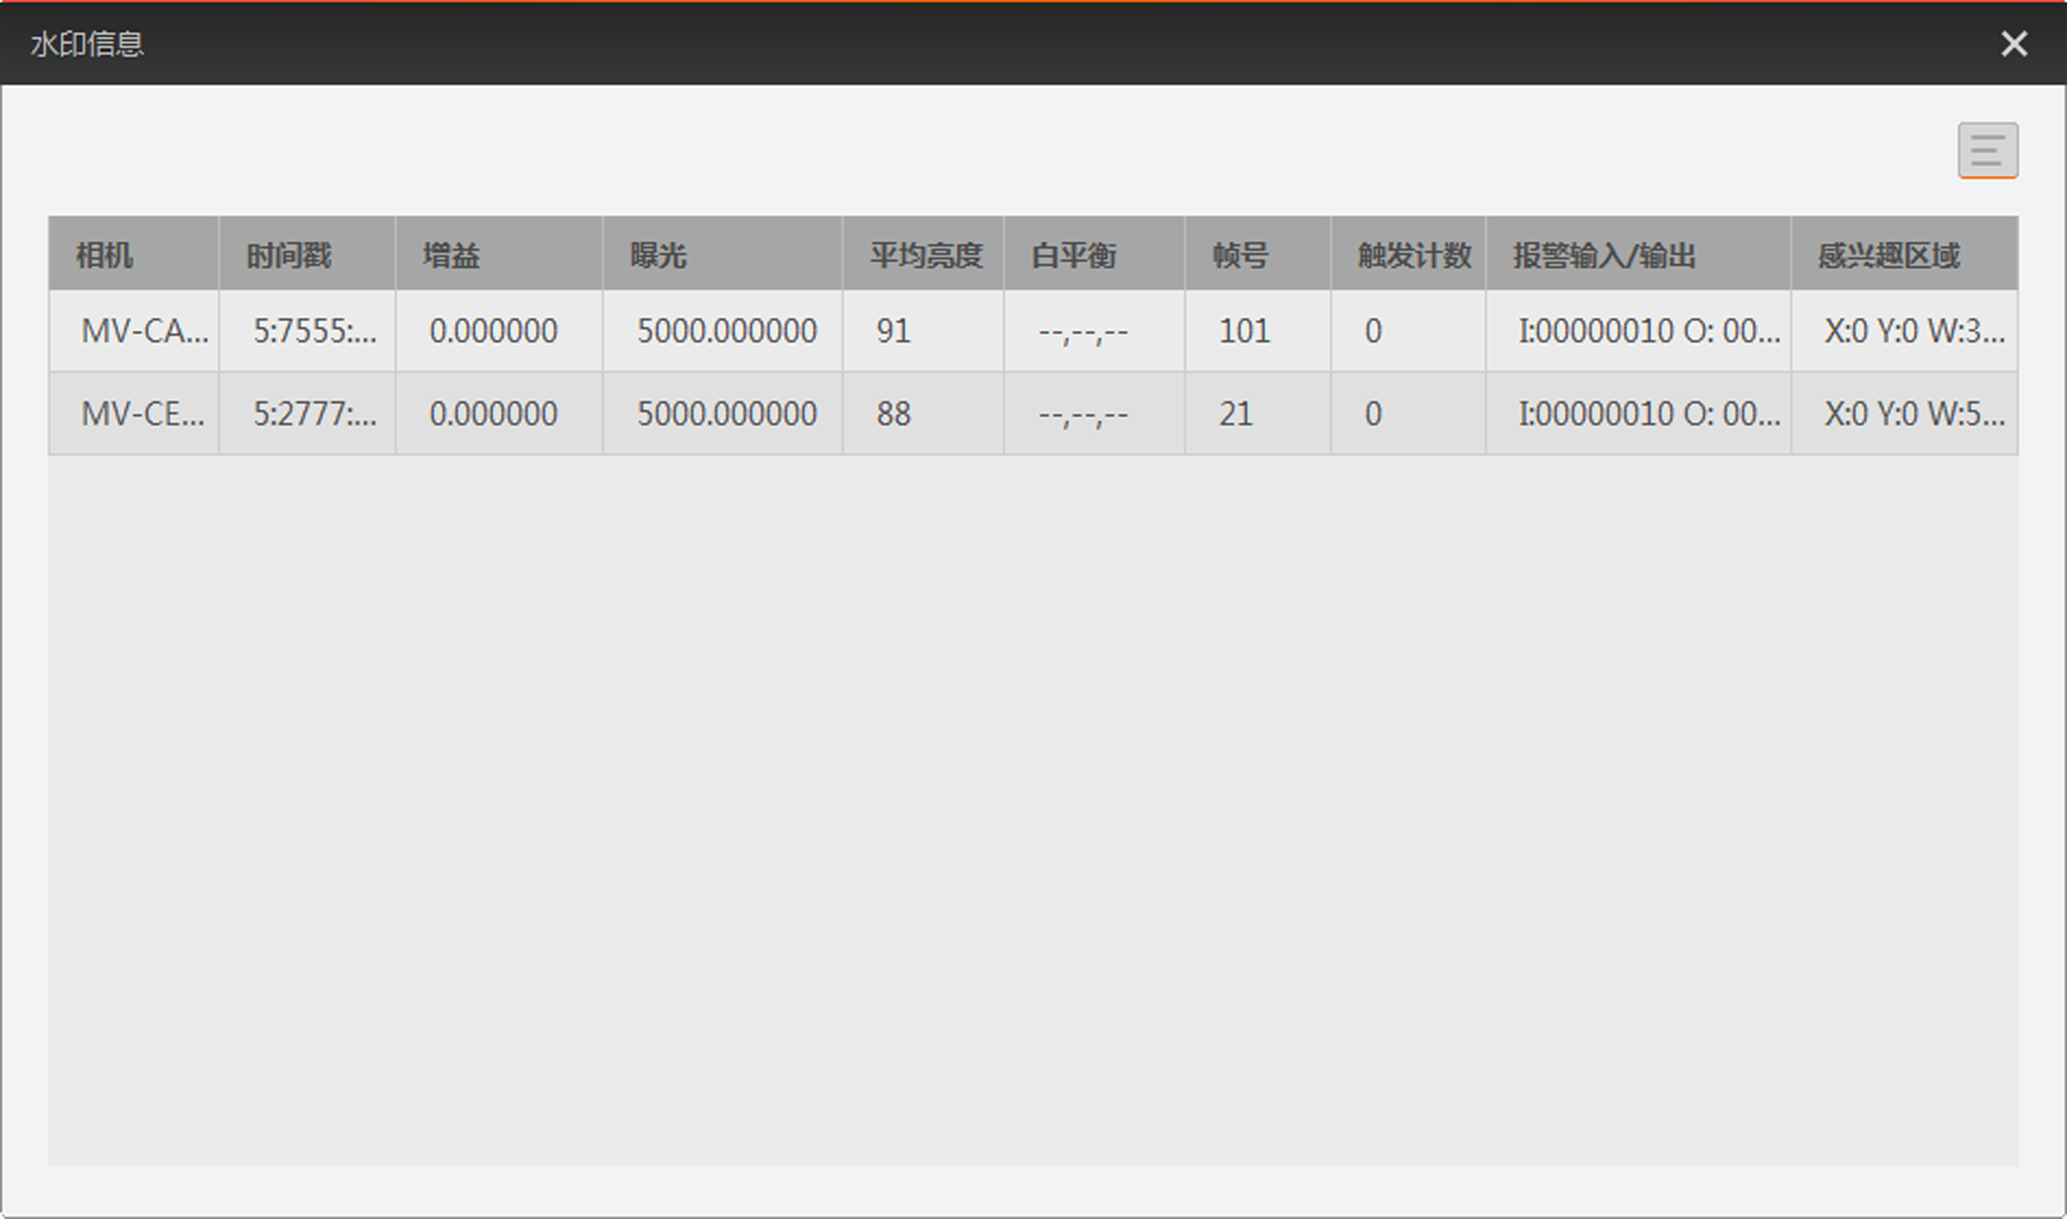 水印信息
相机 时间戳 增益 曝光 平均亮度 白平衡 帧号 触发计数 报警输入/输出 感兴趣区域
MV-CA... 5:7555:... 0.000000 5000.000000 91 --,--,-- 101 0 I:00000010 O: 00... X:0 Y:0 W:3...
MV-CE... 5:2777:... 0.000000 5000.000000 88 --,--,-- 21 0 I:00000010 O: 00... X:0 Y:0 W:5...